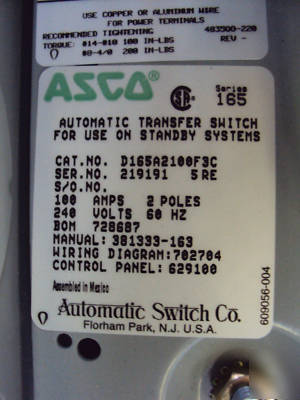 USE COPPER OR ALUMINUM WIRE
FOR POWER TERMINALS
483900-220
RECOMMENDED TIGHTENING
REV -
TORQUE: #14-#10 100 IN-LBS
#8-4/0 200 IN-LBS
ASCO®
Series
165
AUTOMATIC TRANSFER SWITCH
FOR USE ON STANDBY SYSTEMS
CAT.NO. D165A2100F3C
SER.NO. 219191 5 RE
S/O.NO.
100 AMPS 2 POLES
240 VOLTS 60 HZ
BOM 728687
MANUAL: 381333-163
WIRING DIAGRAM:702704
CONTROL PANEL: 629100
Assembled in Mexico
Automatic Switch Co.
Florham Park, N.J. U.S.A.
609056-004